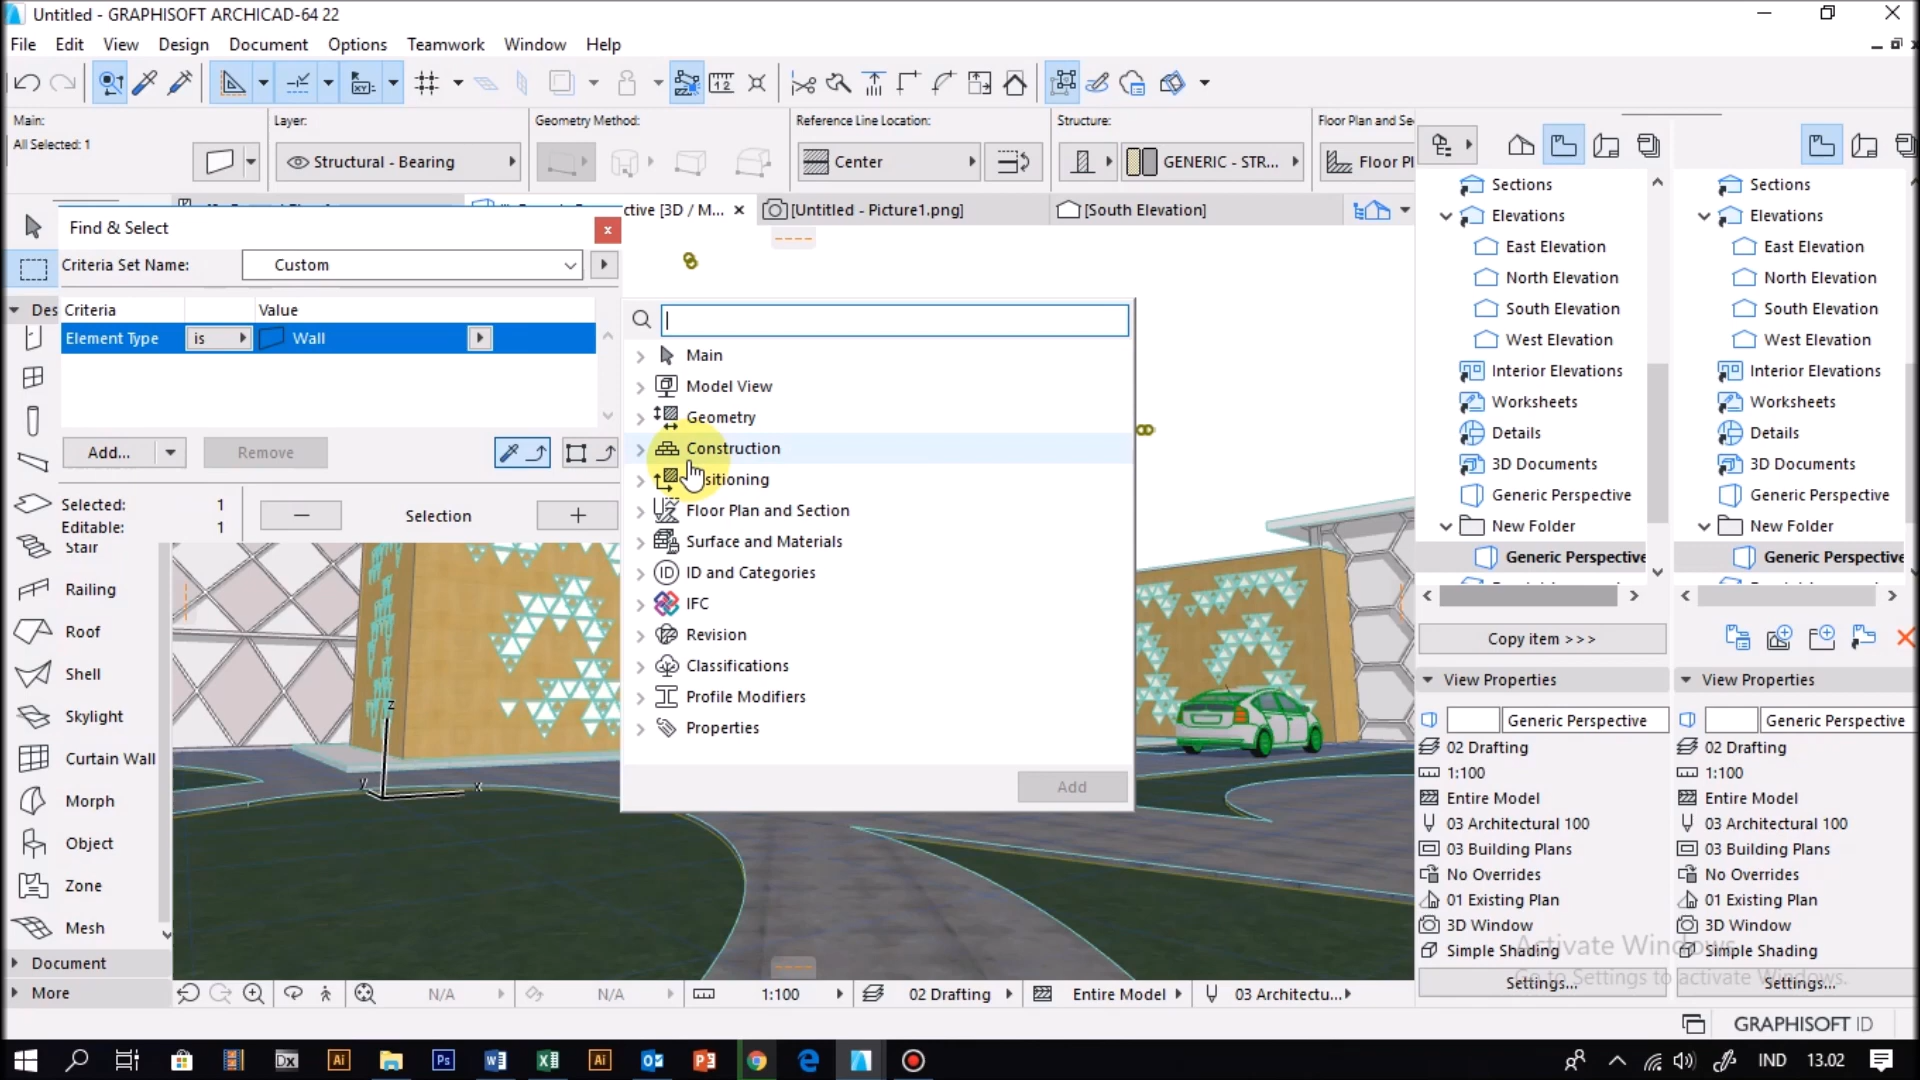 Untitled - GRAPHISOFT ARCHICAD-64 22
File Edit View Design Document Options Teamwork Window Help
Main:
All Selected: 1
Layer:
Structural - Bearing
Geometry Method:
Reference Line Location:
Center
Structure:
GENERIC - STR...
Floor Plan and Se
Floor Pl
ctive [3D / M...
[Untitled - Picture1.png]
[South Elevation]
Find & Select
Criteria Set Name:
Custom
Criteria Value
Element Type is Wall
Add...
Remove
Selected: 1
Editable: 1
Selection
Des
Stair
Railing
Roof
Shell
Skylight
Curtain Wall
Morph
Object
Zone
Mesh
Document
More
Main
Model View
Geometry
Construction
sitioning
Floor Plan and Section
Surface and Materials
ID and Categories
IFC
Revision
Classifications
Profile Modifiers
Properties
Add
z
y
x
Sections
Elevations
East Elevation
North Elevation
South Elevation
West Elevation
Interior Elevations
Worksheets
Details
3D Documents
Generic Perspective
New Folder
Generic Perspective
Copy item >>>
View Properties
Generic Perspective
02 Drafting
1:100
Entire Model
03 Architectural 100
03 Building Plans
No Overrides
01 Existing Plan
3D Window
Simple Shading
Settings...
Sections
Elevations
East Elevation
North Elevation
South Elevation
West Elevation
Interior Elevations
Worksheets
Details
3D Documents
Generic Perspective
New Folder
Generic Perspective
View Properties
Generic Perspective
02 Drafting
1:100
Entire Model
03 Architectural 100
03 Building Plans
No Overrides
01 Existing Plan
3D Window
Simple Shading
Settings...
Activate Windows
Go to Settings to activate Windows.
N/A
N/A
1:100
02 Drafting
Entire Model
03 Architectu...
GRAPHISOFT ID
IND 13.02